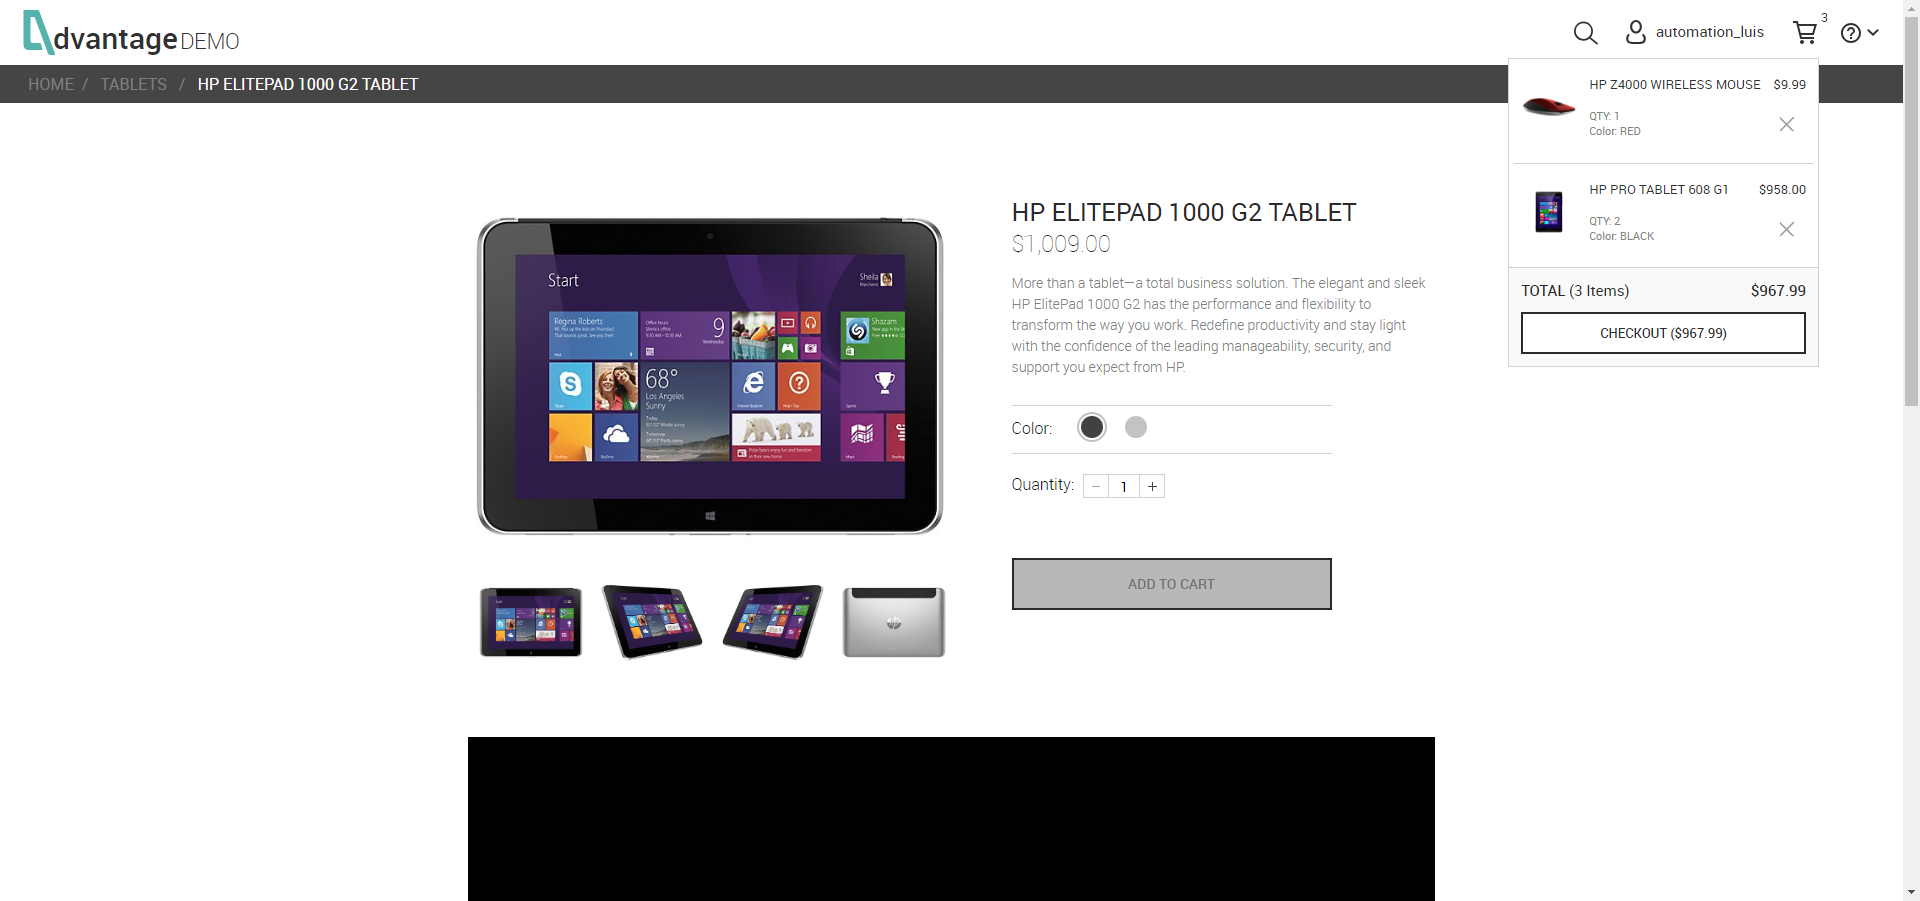 dvantage DEMO
automation_luis
3
HOME / TABLETS / HP ELITEPAD 1000 G2 TABLET
HP Z4000 WIRELESS MOUSE $9.99
QTY: 1
Color: RED
HP PRO TABLET 608 G1 $958.00
QTY: 2
Color: BLACK
TOTAL (3 Items) $967.99
CHECKOUT ($967.99)
HP ELITEPAD 1000 G2 TABLET
$1,009.00
More than a tablet—a total business solution. The elegant and sleek
HP ElitePad 1000 G2 has the performance and flexibility to
transform the way you work. Redefine productivity and stay light
with the confidence of the leading manageability, security, and
support you expect from HP.
Color:
Quantity: − 1 +
ADD TO CART
Start
Sheila
Regina Roberts
9
Wednesday
Shazam
68°
Los Angeles
Sunny
Today
Tomorrow